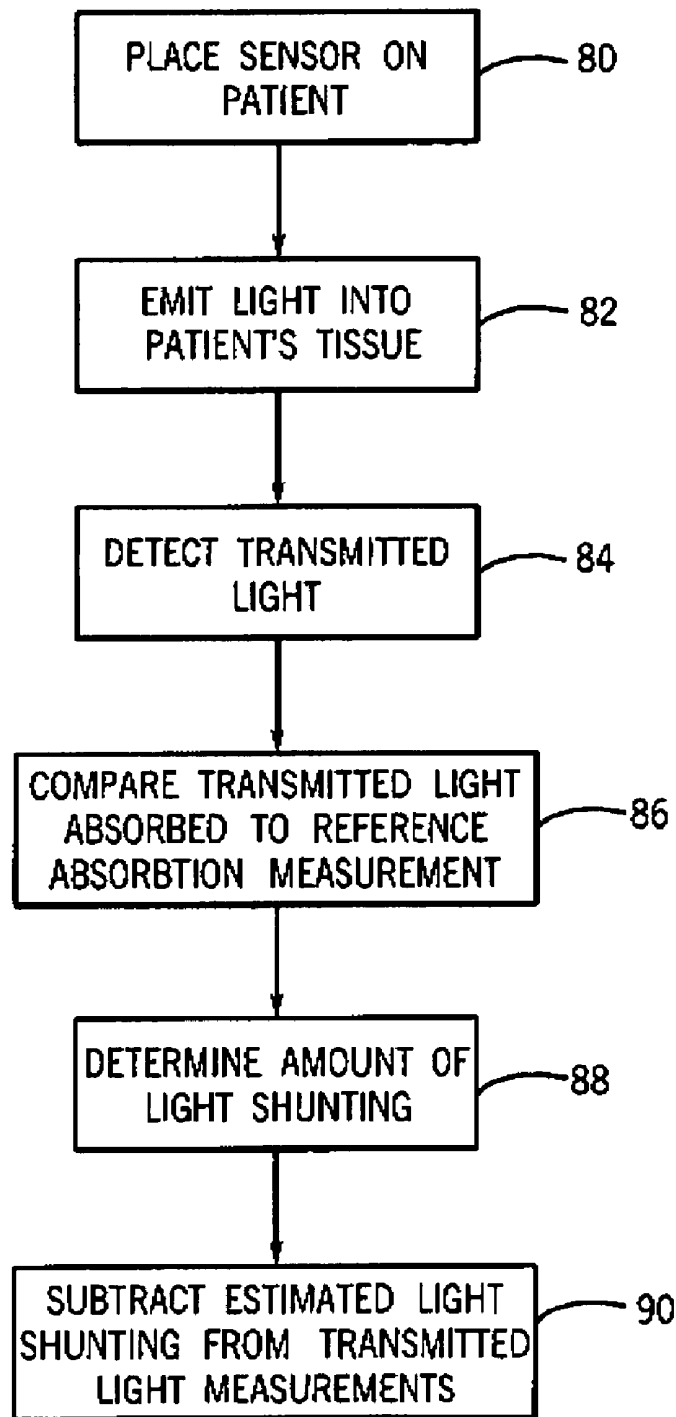 PLACE SENSOR ON
PATIENT
80
EMIT LIGHT INTO
PATIENT'S TISSUE
82
DETECT TRANSMITTED
LIGHT
84
COMPARE TRANSMITTED LIGHT
ABSORBED TO REFERENCE
ABSORBTION MEASUREMENT
86
DETERMINE AMOUNT OF
LIGHT SHUNTING
88
SUBTRACT ESTIMATED LIGHT
SHUNTING FROM TRANSMITTED
LIGHT MEASUREMENTS
90